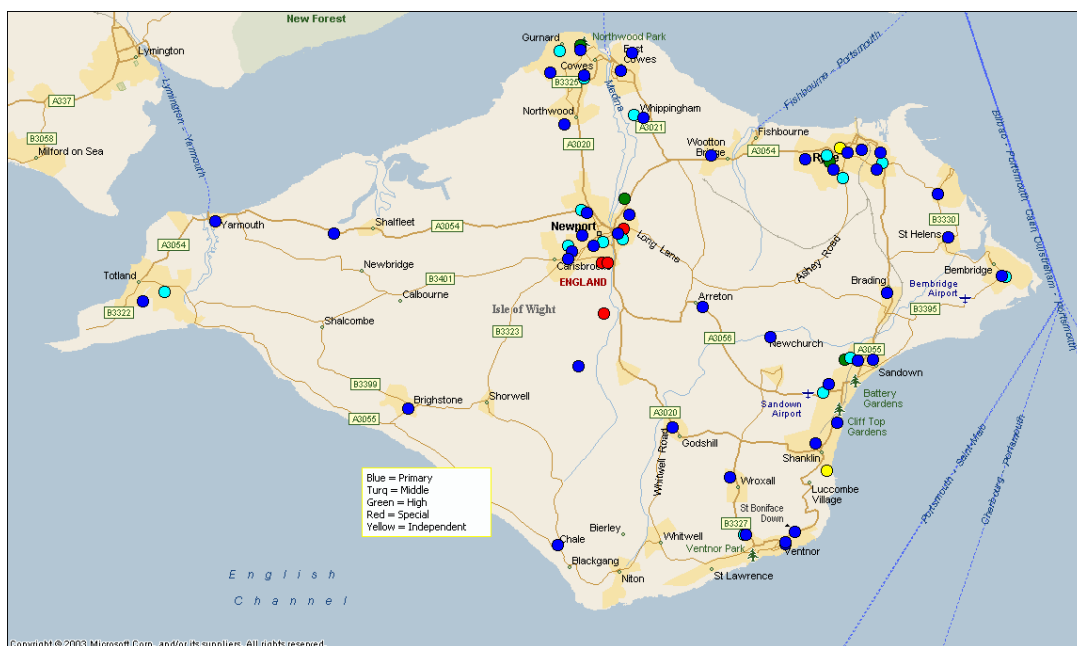 New Forest
Lymington
Gurnard
Northwood Park
East
Cowes
Cowes
B3325
Medina
A337
Lymington - Yarmouth
Northwood
Whippingham
A3021
Fishbourne - Portsmouth
B3058
Milford on Sea
A3020
Wootton
Bridge
Fishbourne
A3054
Ryde
Bilbao - Portsmouth
Caen Ouistreham - Portsmouth
Yarmouth
Shalfleet
A3054
Newport
Long Lane
B3330
St Helens
A3054
Ashey Road
Totland
Newbridge
Carisbrooke
Bembridge
B3401
ENGLAND
Brading
Bembridge
Airport
Calbourne
Arreton
B3322
Isle of Wight
B3395
Shalcombe
B3323
A3056
Newchurch
A3055
Sandown
B3399
Brighstone
Shorwell
Sandown
Airport
Battery
Gardens
A3055
A3020
Cliff Top
Gardens
Godshill
Whitwell Road
Shanklin
Portsmouth - Saint-Malo
Cherbourg - Portsmouth
Blue = Primary
Turq = Middle
Green = High
Red = Special
Yellow = Independent
Wroxall
Luccombe
Village
St Boniface
Down
Bierley
B3327
Chale
Whitwell
Ventnor Park
Ventnor
Blackgang
Niton
St Lawrence
English
Channel
Copyright © 2003 Microsoft Corp. and/or its suppliers. All rights reserved.